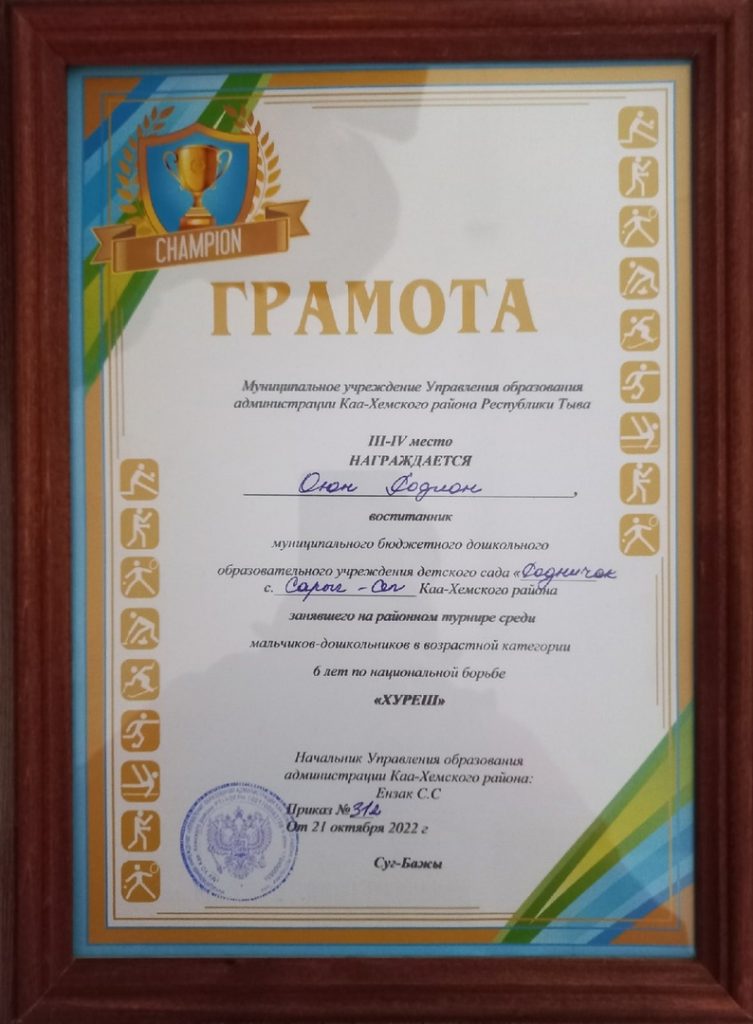 CHAMPION
ГРАМОТА
Муниципальное учреждение Управления образования
администрации Каа-Хемского района Республики Тыва
III-IV место
НАГРАЖДАЕТСЯ
Оюн Родион,
воспитанник
муниципального бюджетного дошкольного
образовательного учреждения детского сада «Родничок
с. Сарыг-Сеп Каа-Хемского района
занявшего на районном турнире среди
мальчиков-дошкольников в возрастной категории
6 лет по национальной борьбе
«ХУРЕШ»
Начальник Управления образования
администрации Каа-Хемского района:
Ензак С.С
Приказ №312
От 21 октября 2022 г
Суг-Бажы